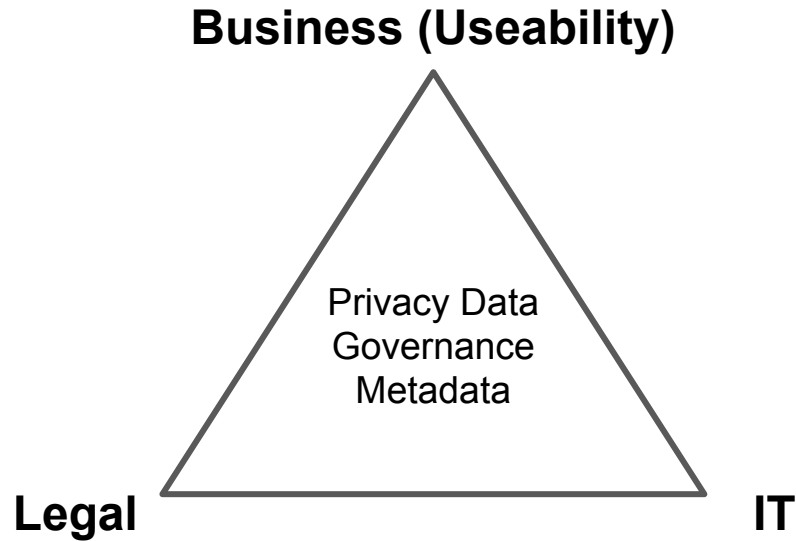 Business (Useability)
Privacy Data
Governance
Metadata
Legal
IT